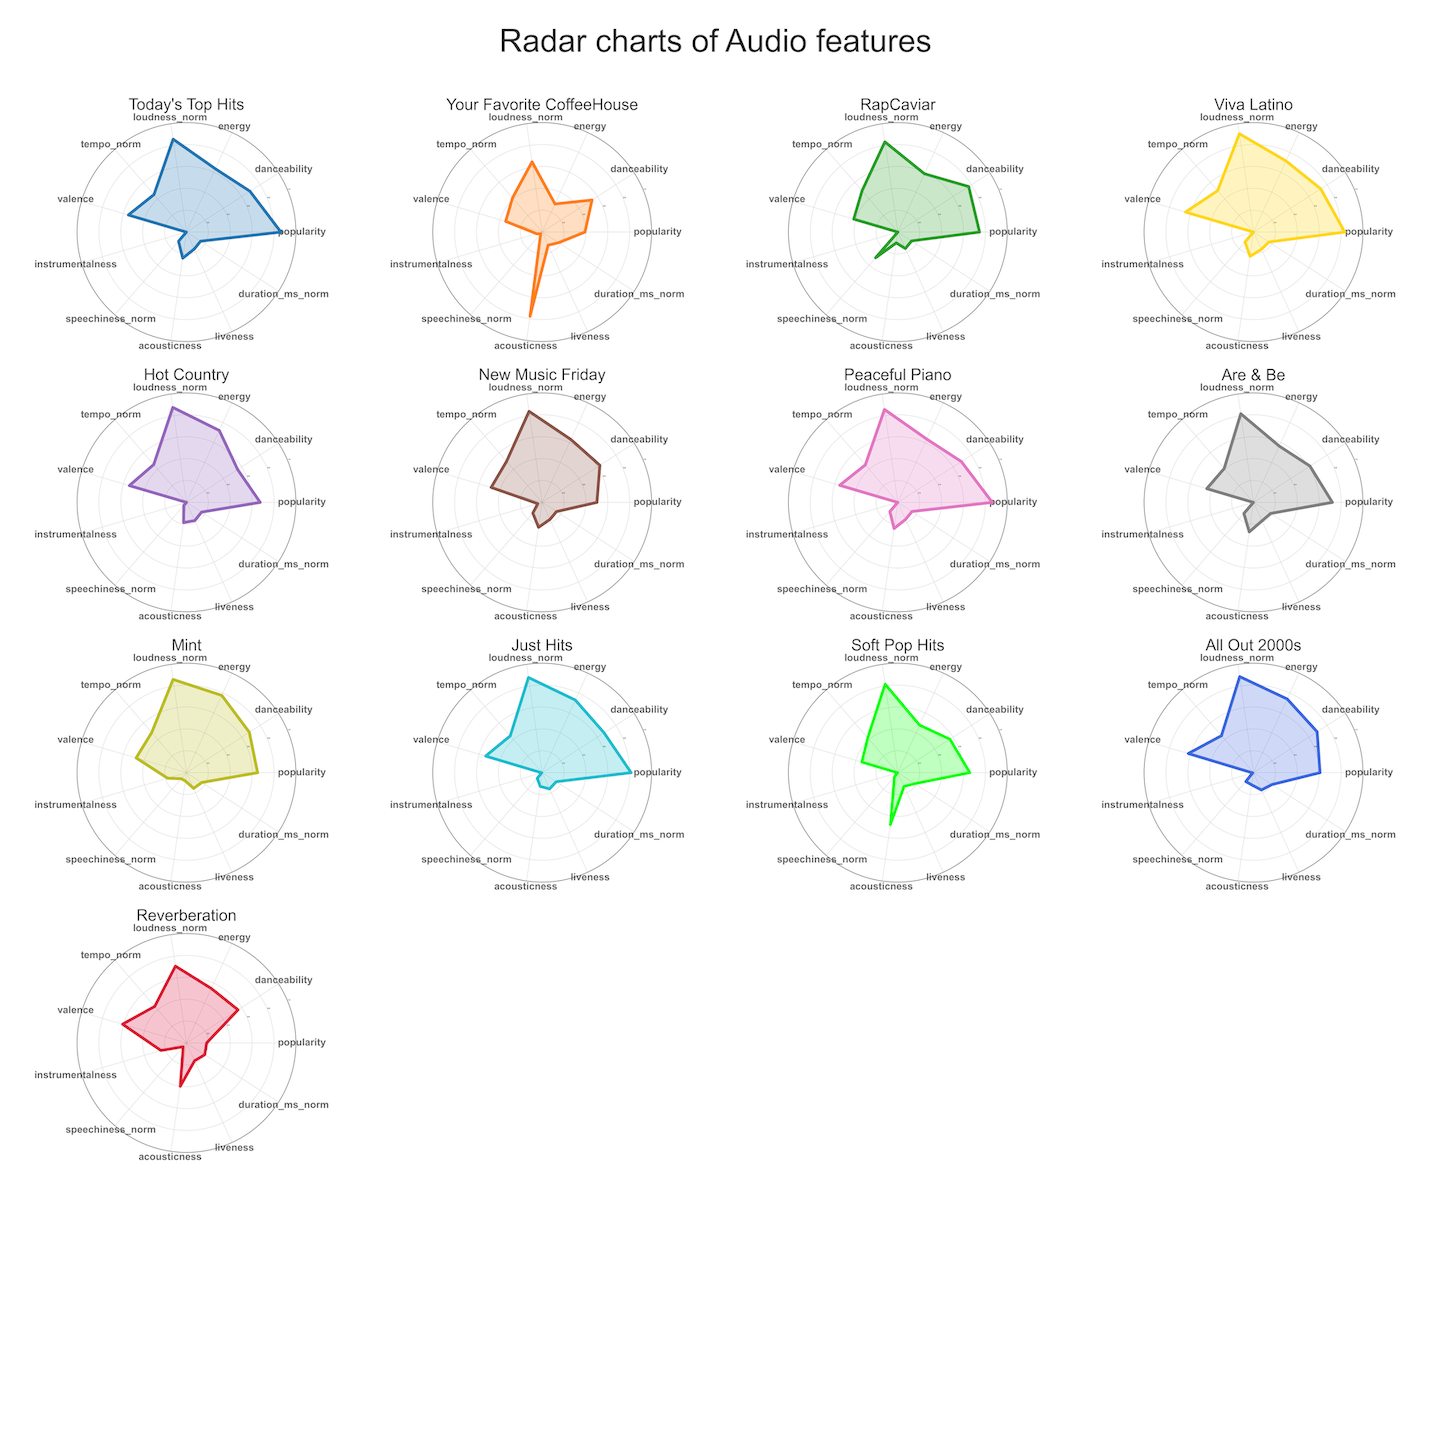 Radar charts of Audio features
Today's Top Hits
loudness_norm
energy
tempo_norm
danceability
valence
popularity
instrumentalness
duration_ms_norm
speechiness_norm
liveness
acousticness
Your Favorite CoffeeHouse
loudness_norm
energy
tempo_norm
danceability
valence
popularity
instrumentalness
duration_ms_norm
speechiness_norm
liveness
acousticness
RapCaviar
loudness_norm
energy
tempo_norm
danceability
valence
popularity
instrumentalness
duration_ms_norm
speechiness_norm
liveness
acousticness
Viva Latino
loudness_norm
energy
tempo_norm
danceability
valence
popularity
instrumentalness
duration_ms_norm
speechiness_norm
liveness
acousticness
Hot Country
loudness_norm
energy
tempo_norm
danceability
valence
popularity
instrumentalness
duration_ms_norm
speechiness_norm
liveness
acousticness
New Music Friday
loudness_norm
energy
tempo_norm
danceability
valence
popularity
instrumentalness
duration_ms_norm
speechiness_norm
liveness
acousticness
Peaceful Piano
loudness_norm
energy
tempo_norm
danceability
valence
popularity
instrumentalness
duration_ms_norm
speechiness_norm
liveness
acousticness
Are & Be
loudness_norm
energy
tempo_norm
danceability
valence
popularity
instrumentalness
duration_ms_norm
speechiness_norm
liveness
acousticness
Mint
loudness_norm
energy
tempo_norm
danceability
valence
popularity
instrumentalness
duration_ms_norm
speechiness_norm
liveness
acousticness
Just Hits
loudness_norm
energy
tempo_norm
danceability
valence
popularity
instrumentalness
duration_ms_norm
speechiness_norm
liveness
acousticness
Soft Pop Hits
loudness_norm
energy
tempo_norm
danceability
valence
popularity
instrumentalness
duration_ms_norm
speechiness_norm
liveness
acousticness
All Out 2000s
loudness_norm
energy
tempo_norm
danceability
valence
popularity
instrumentalness
duration_ms_norm
speechiness_norm
liveness
acousticness
Reverberation
loudness_norm
energy
tempo_norm
danceability
valence
popularity
instrumentalness
duration_ms_norm
speechiness_norm
liveness
acousticness